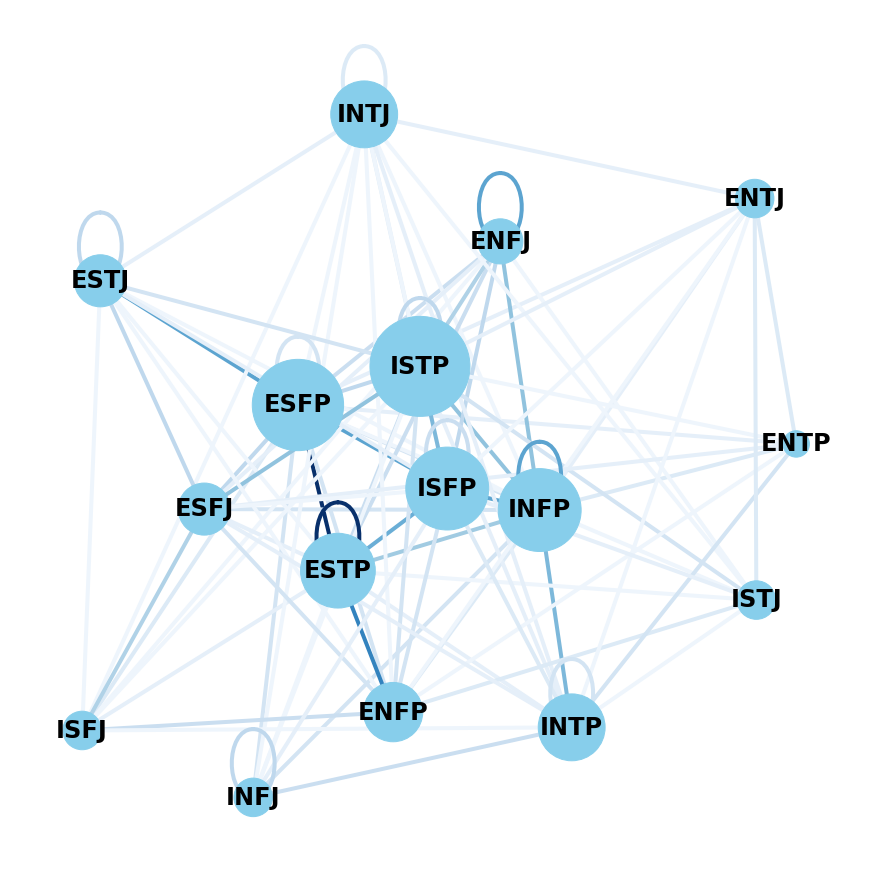 INTJ
ENTJ
ENFJ
ESTJ
ISTP
ESFP
ENTP
ISFP
ESFJ
INFP
ESTP
ISTJ
ENFP
INTP
ISFJ
INFJ